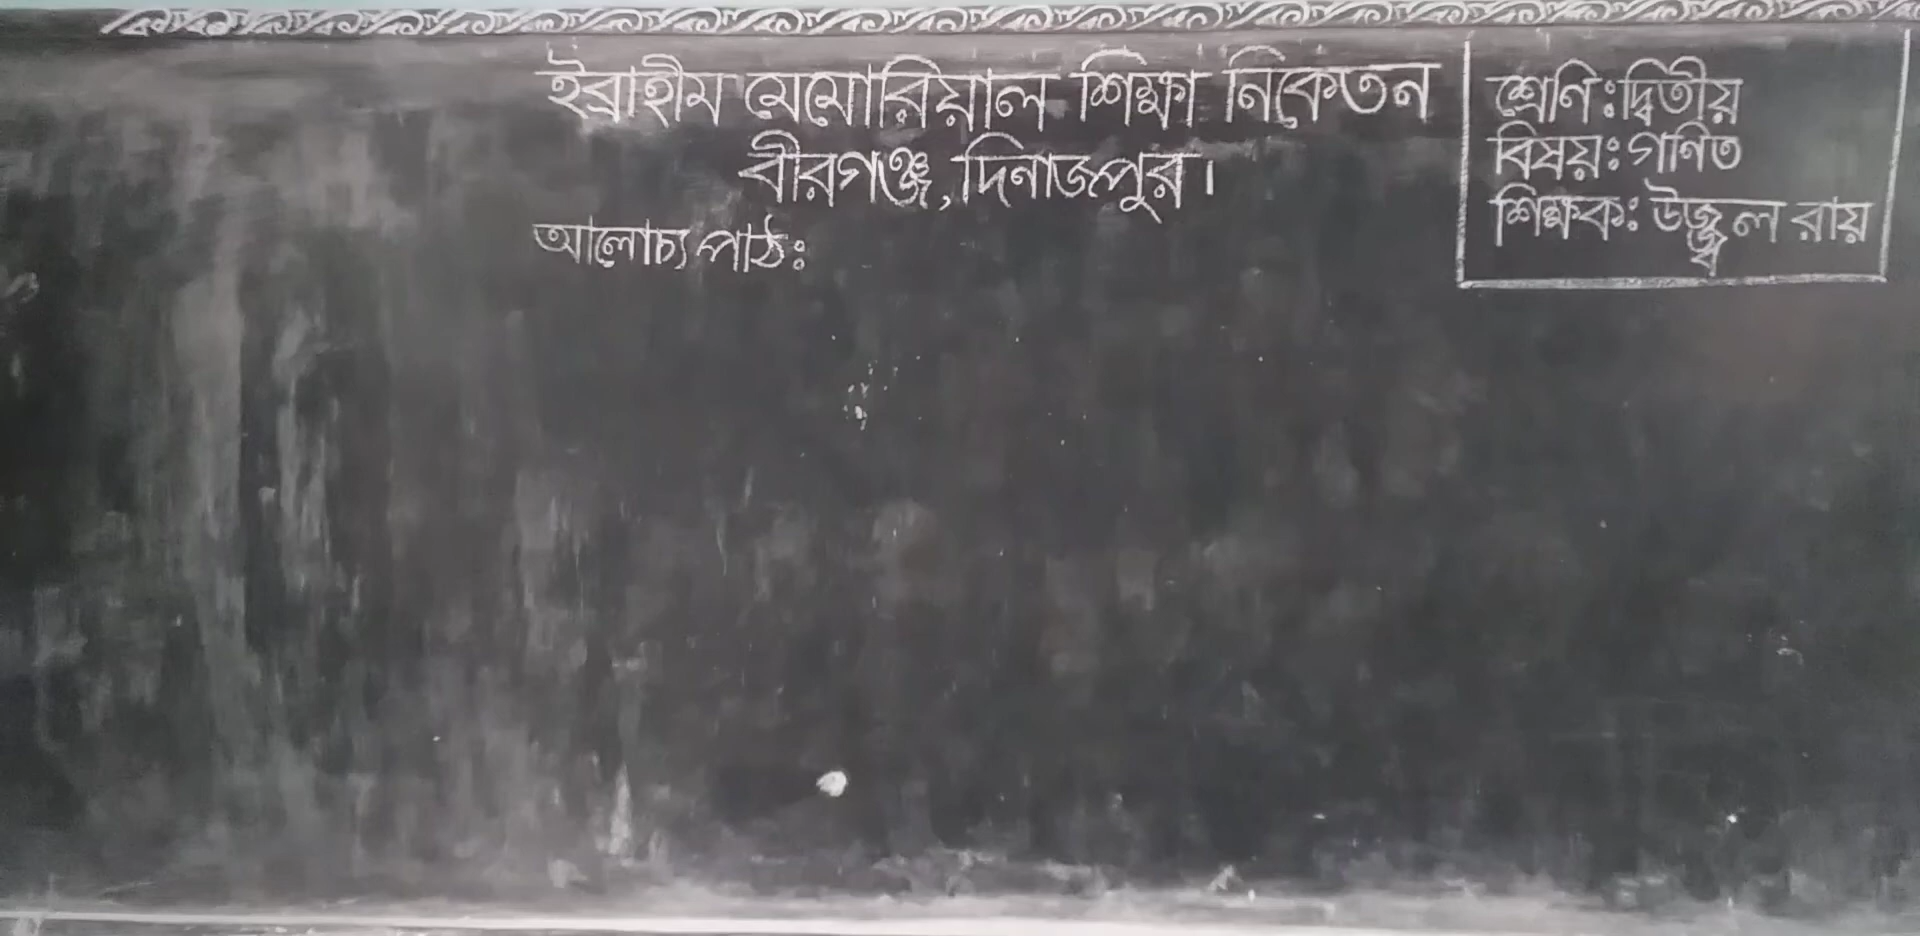 ইব্রাহীম মেমোরিয়াল শিক্ষা নিকেতন
বীরগঞ্জ, দিনাজপুর।
আলোচ্য পাঠঃ
শ্রেণি : দ্বিতীয়
বিষয়ঃ গণিত
শিক্ষকঃ উজ্জ্বল রায়